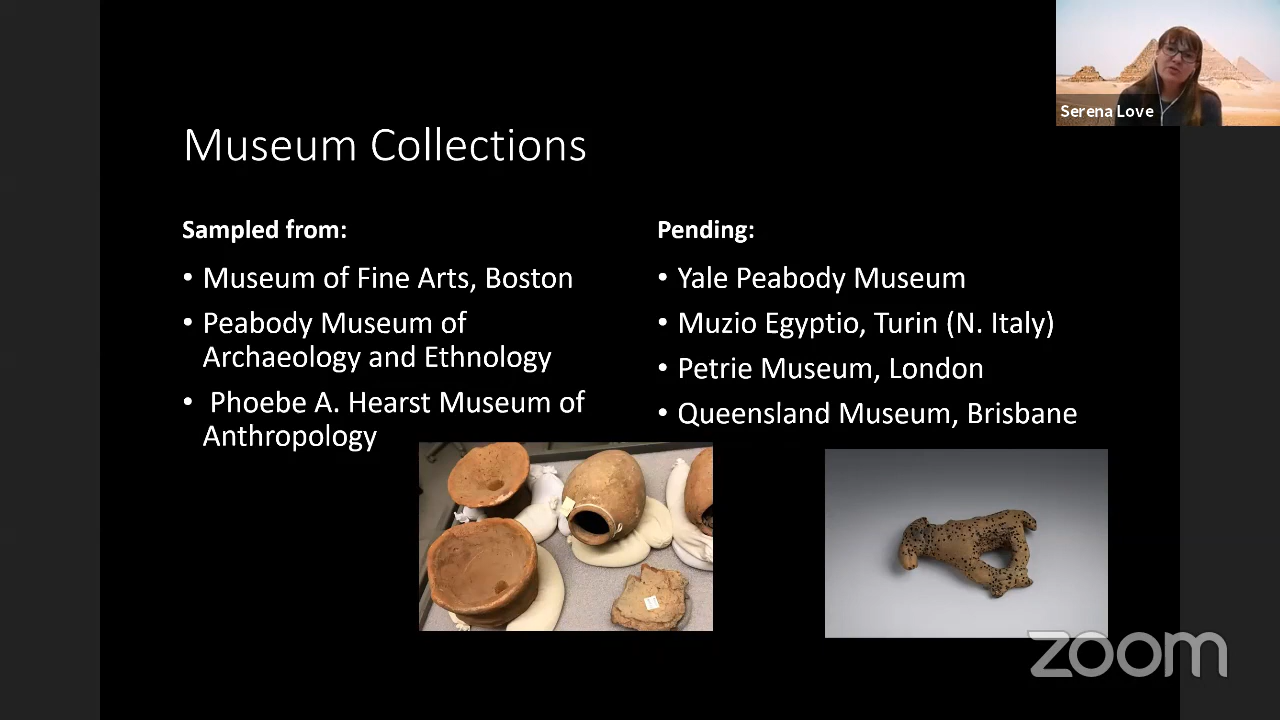 Serena Love
Museum Collections
Sampled from:
• Museum of Fine Arts, Boston
• Peabody Museum of
Archaeology and Ethnology
• Phoebe A. Hearst Museum of
Anthropology
Pending:
• Yale Peabody Museum
• Muzio Egyptio, Turin (N. Italy)
• Petrie Museum, London
• Queensland Museum, Brisbane
zoom